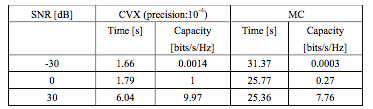 SNR [dB] CVX (precision:10⁻⁴) MC
Time [s] Capacity [bits/s/Hz] Time [s] Capacity [bits/s/Hz]
-30 1.66 0.0014 31.37 0.0003
0 1.79 1 25.77 0.27
30 6.04 9.97 25.36 7.76